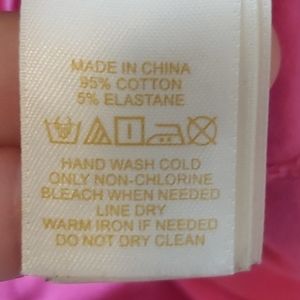 MADE IN CHINA
95% COTTON
5% ELASTANE
HAND WASH COLD
ONLY NON-CHLORINE
BLEACH WHEN NEEDED
LINE DRY
WARM IRON IF NEEDED
DO NOT DRY CLEAN